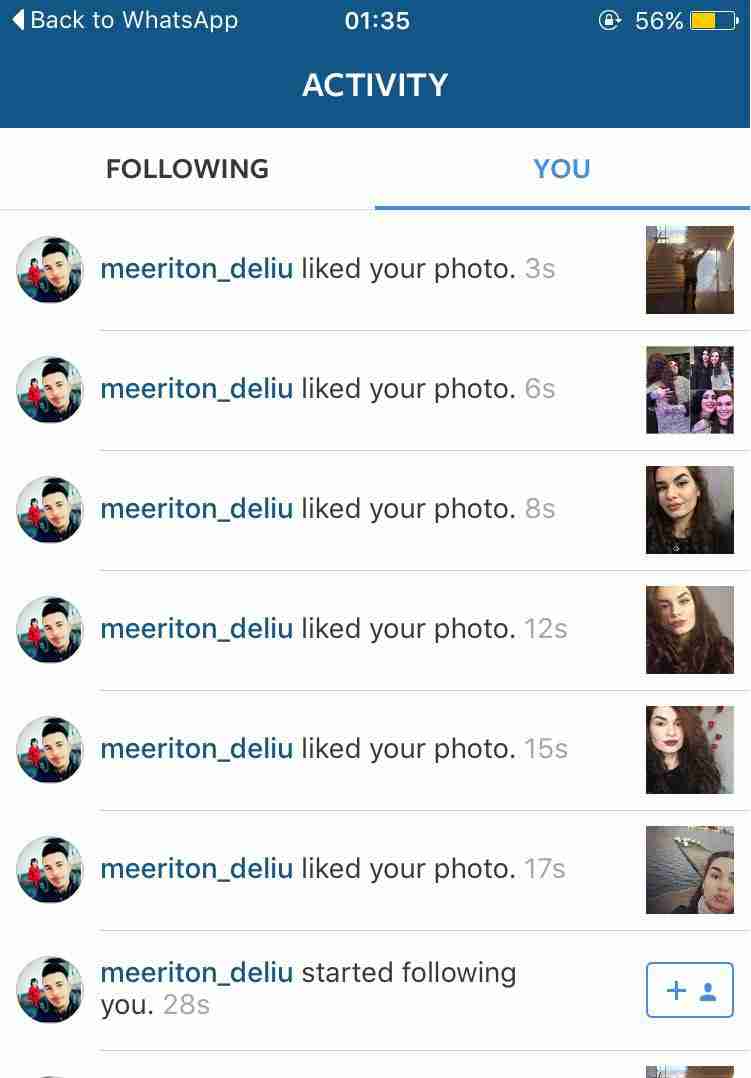 Back to WhatsApp 01:35 56%
ACTIVITY
FOLLOWING YOU
meeriton_deliu liked your photo. 3s
meeriton_deliu liked your photo. 6s
meeriton_deliu liked your photo. 8s
meeriton_deliu liked your photo. 12s
meeriton_deliu liked your photo. 15s
meeriton_deliu liked your photo. 17s
meeriton_deliu started following
you. 28s